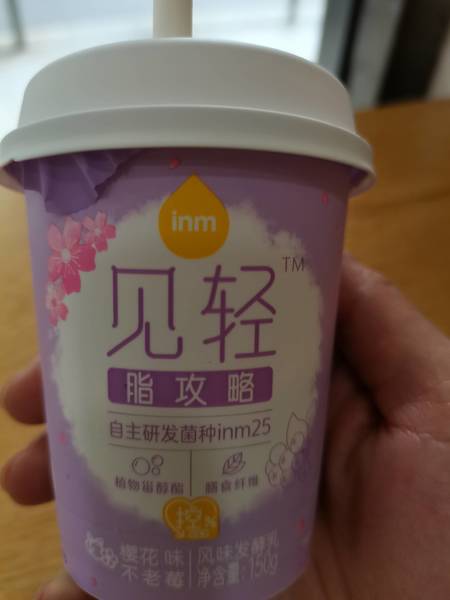 inm
见轻™
脂攻略
自主研发菌种inm25
植物甾醇酯 膳食纤维
控
樱花 味 风味发酵乳
不老莓 净含量:150g